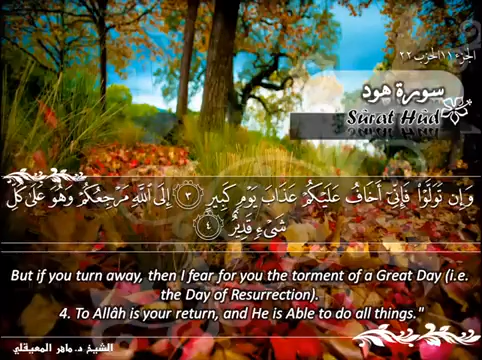 الجزء ١١ الحزب ٢٢
سورة هود
Sûrat Hûd
وَإِن تَوَلَّوْا۟ فَإِنِّىٓ أَخَافُ عَلَيْكُمْ عَذَابَ يَوْمٍ كَبِيرٍ ٣ إِلَى ٱللَّهِ مَرْجِعُكُمْ وَهُوَ عَلَىٰ كُلِّ
شَىْءٍ قَدِيرٌ ٤
But if you turn away, then I fear for you the torment of a Great Day (i.e.
the Day of Resurrection).
4. To Allâh is your return, and He is Able to do all things."
الشيخ د. ماهر المعيقلي